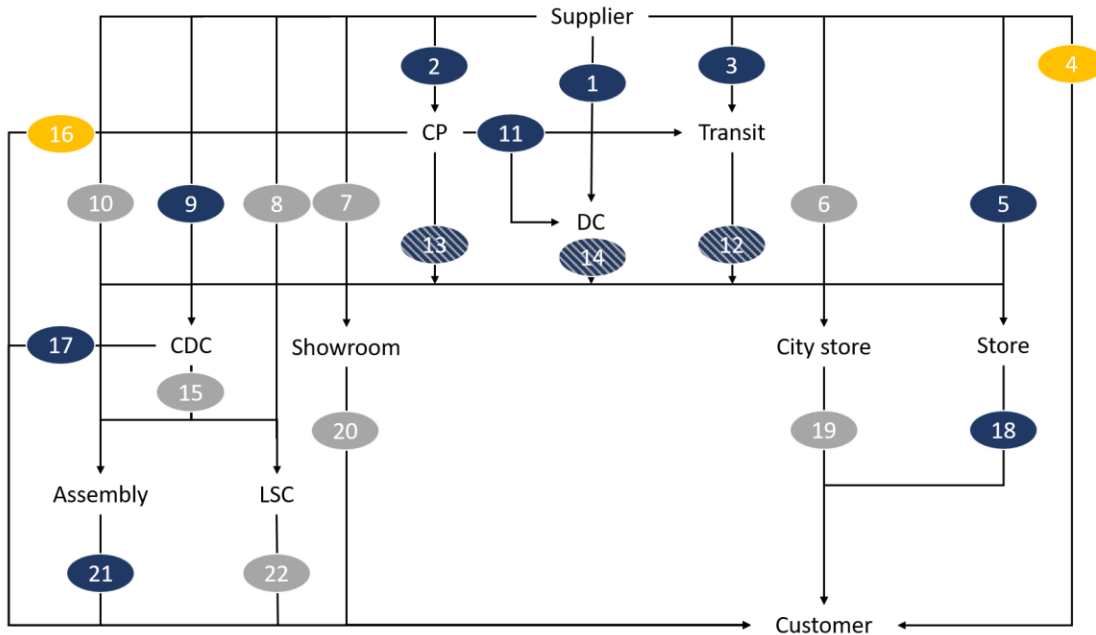 Supplier
2
1
3
4
16
CP
11
Transit
10
9
8
7
6
5
DC
13
14
12
17
CDC
Showroom
City store
Store
15
20
19
18
Assembly
LSC
21
22
Customer